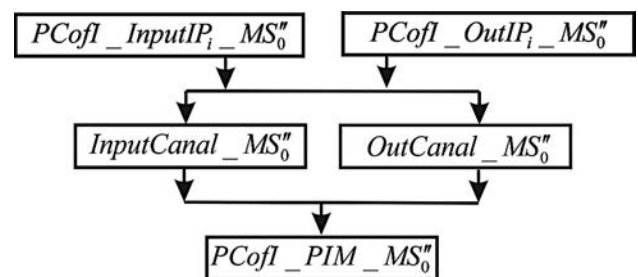 PCofI_InputIP_i_MS″_0
PCofI_OutIP_i_MS″_0
InputCanal_MS″_0
OutCanal_MS″_0
PCofI_PIM_MS″_0